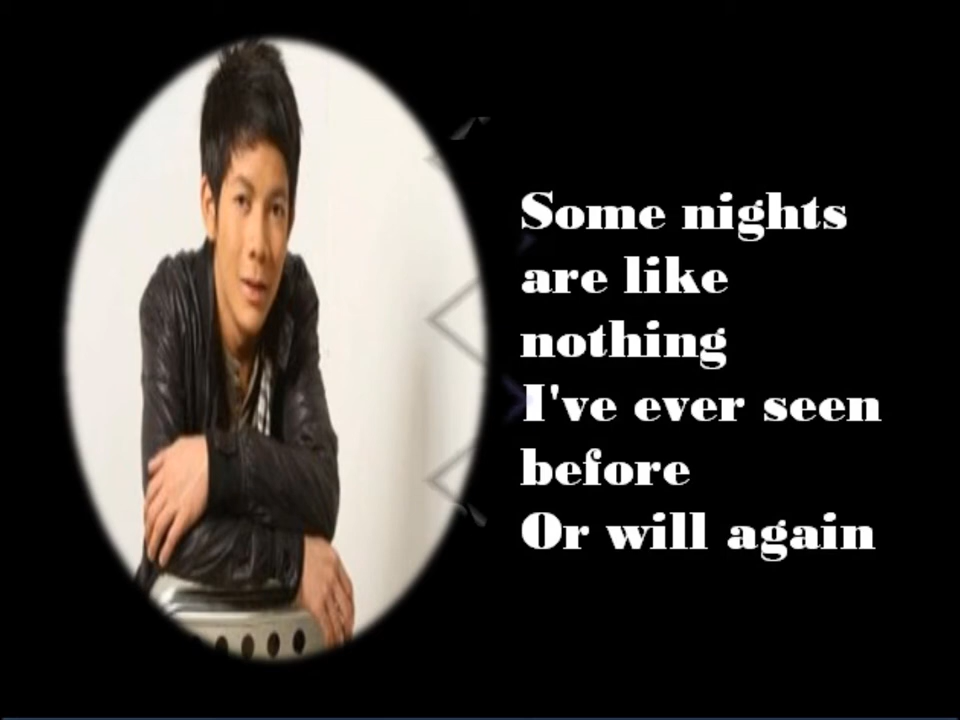 Some nights
are like
nothing
I've ever seen
before
Or will again